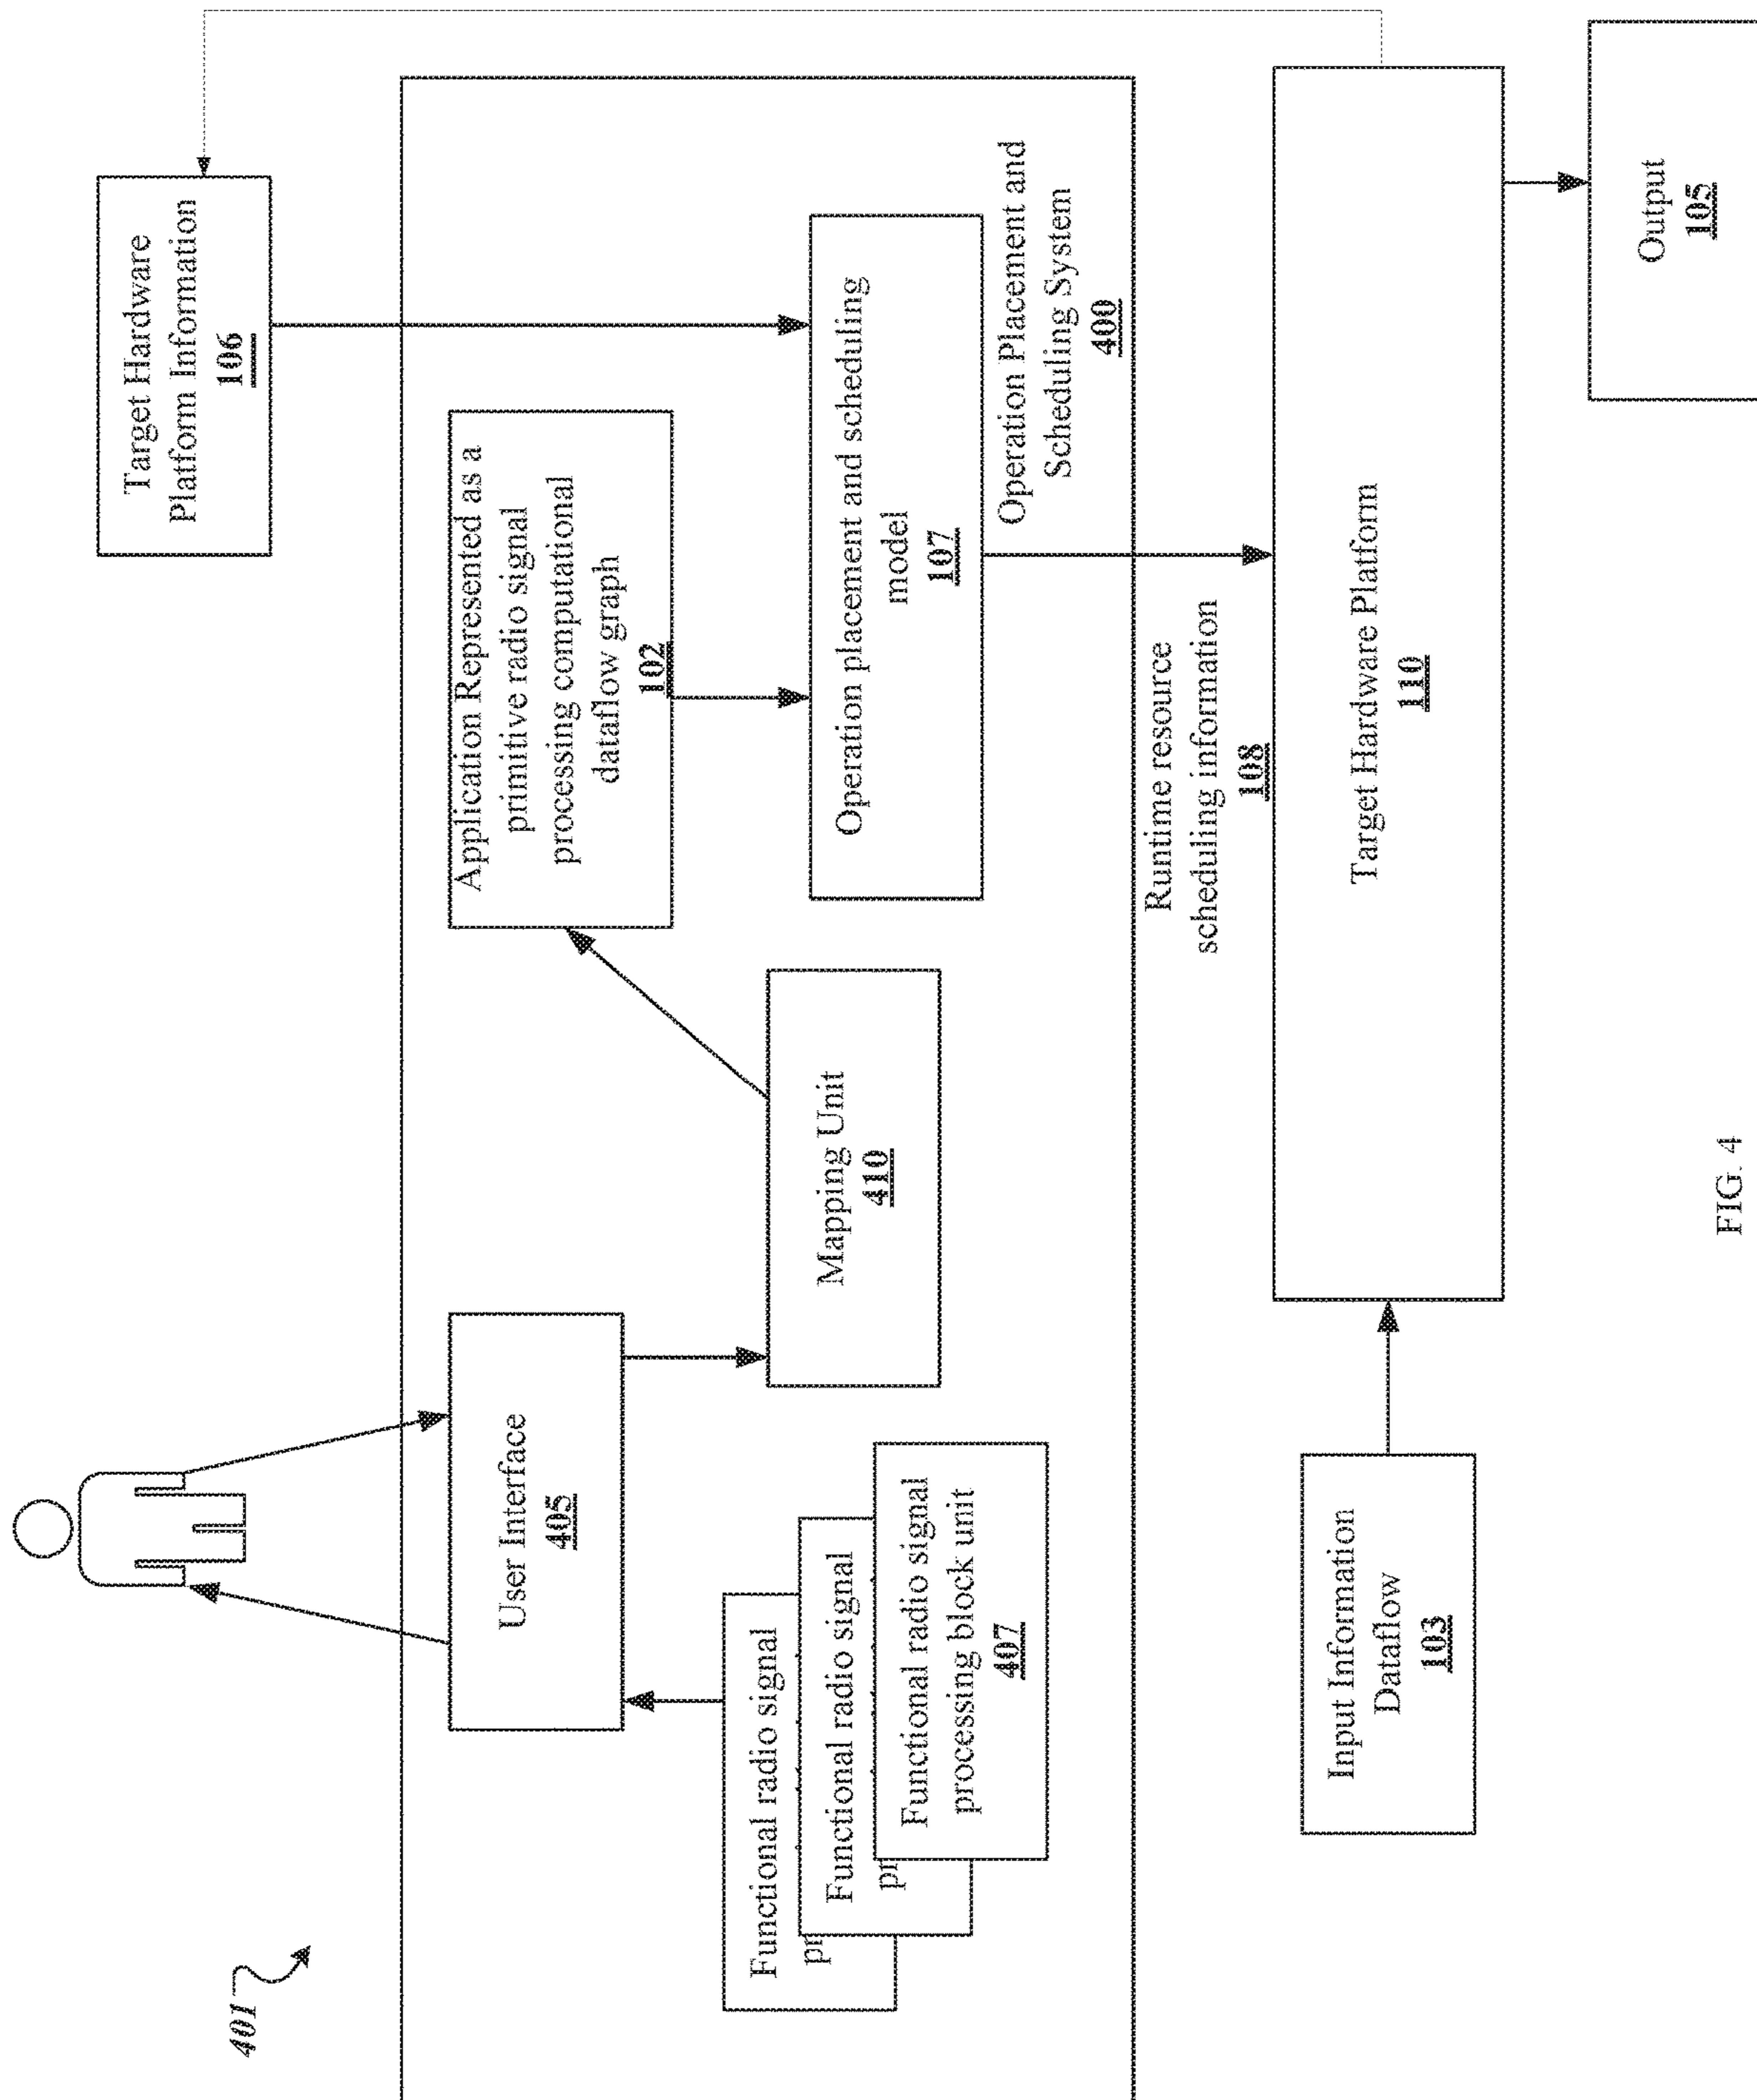 401
Target Hardware
Platform Information
106
User Interface
405
Application Represented as a
primitive radio signal
processing computational
dataflow graph
102
Functional radio signal
pr
Functional radio signal
pr
Functional radio signal
processing block unit
407
Mapping Unit
410
Operation placement and scheduling
model
107
Operation Placement and
Scheduling System
400
Runtime resource
scheduling information
108
Input Information
Dataflow
103
Target Hardware Platform
110
Output
105
FIG. 4